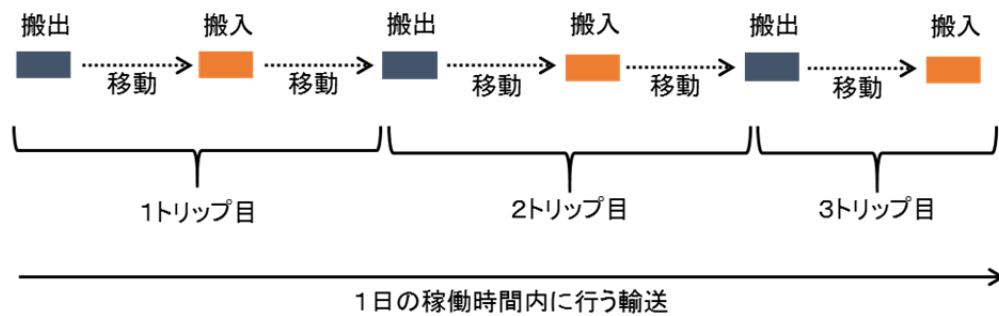 搬出 搬入 搬出 搬入 搬出 搬入
移動 移動 移動 移動 移動
１トリップ目 ２トリップ目 ３トリップ目
１日の稼働時間内に行う輸送